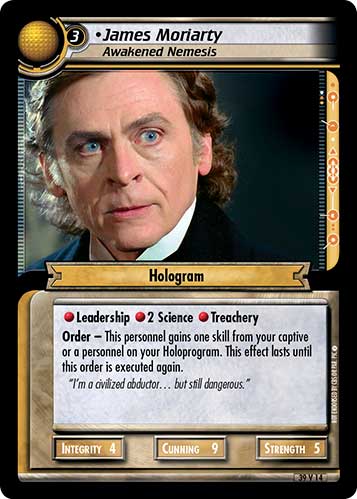 3
•James Moriarty
Awakened Nemesis
Hologram
Leadership 2 Science Treachery
Order – This personnel gains one skill from your captive
or a personnel on your Holoprogram. This effect lasts until
this order is executed again.
"I'm a civilized abductor... but still dangerous."
Integrity 4 Cunning 9 Strength 5
39 V 14